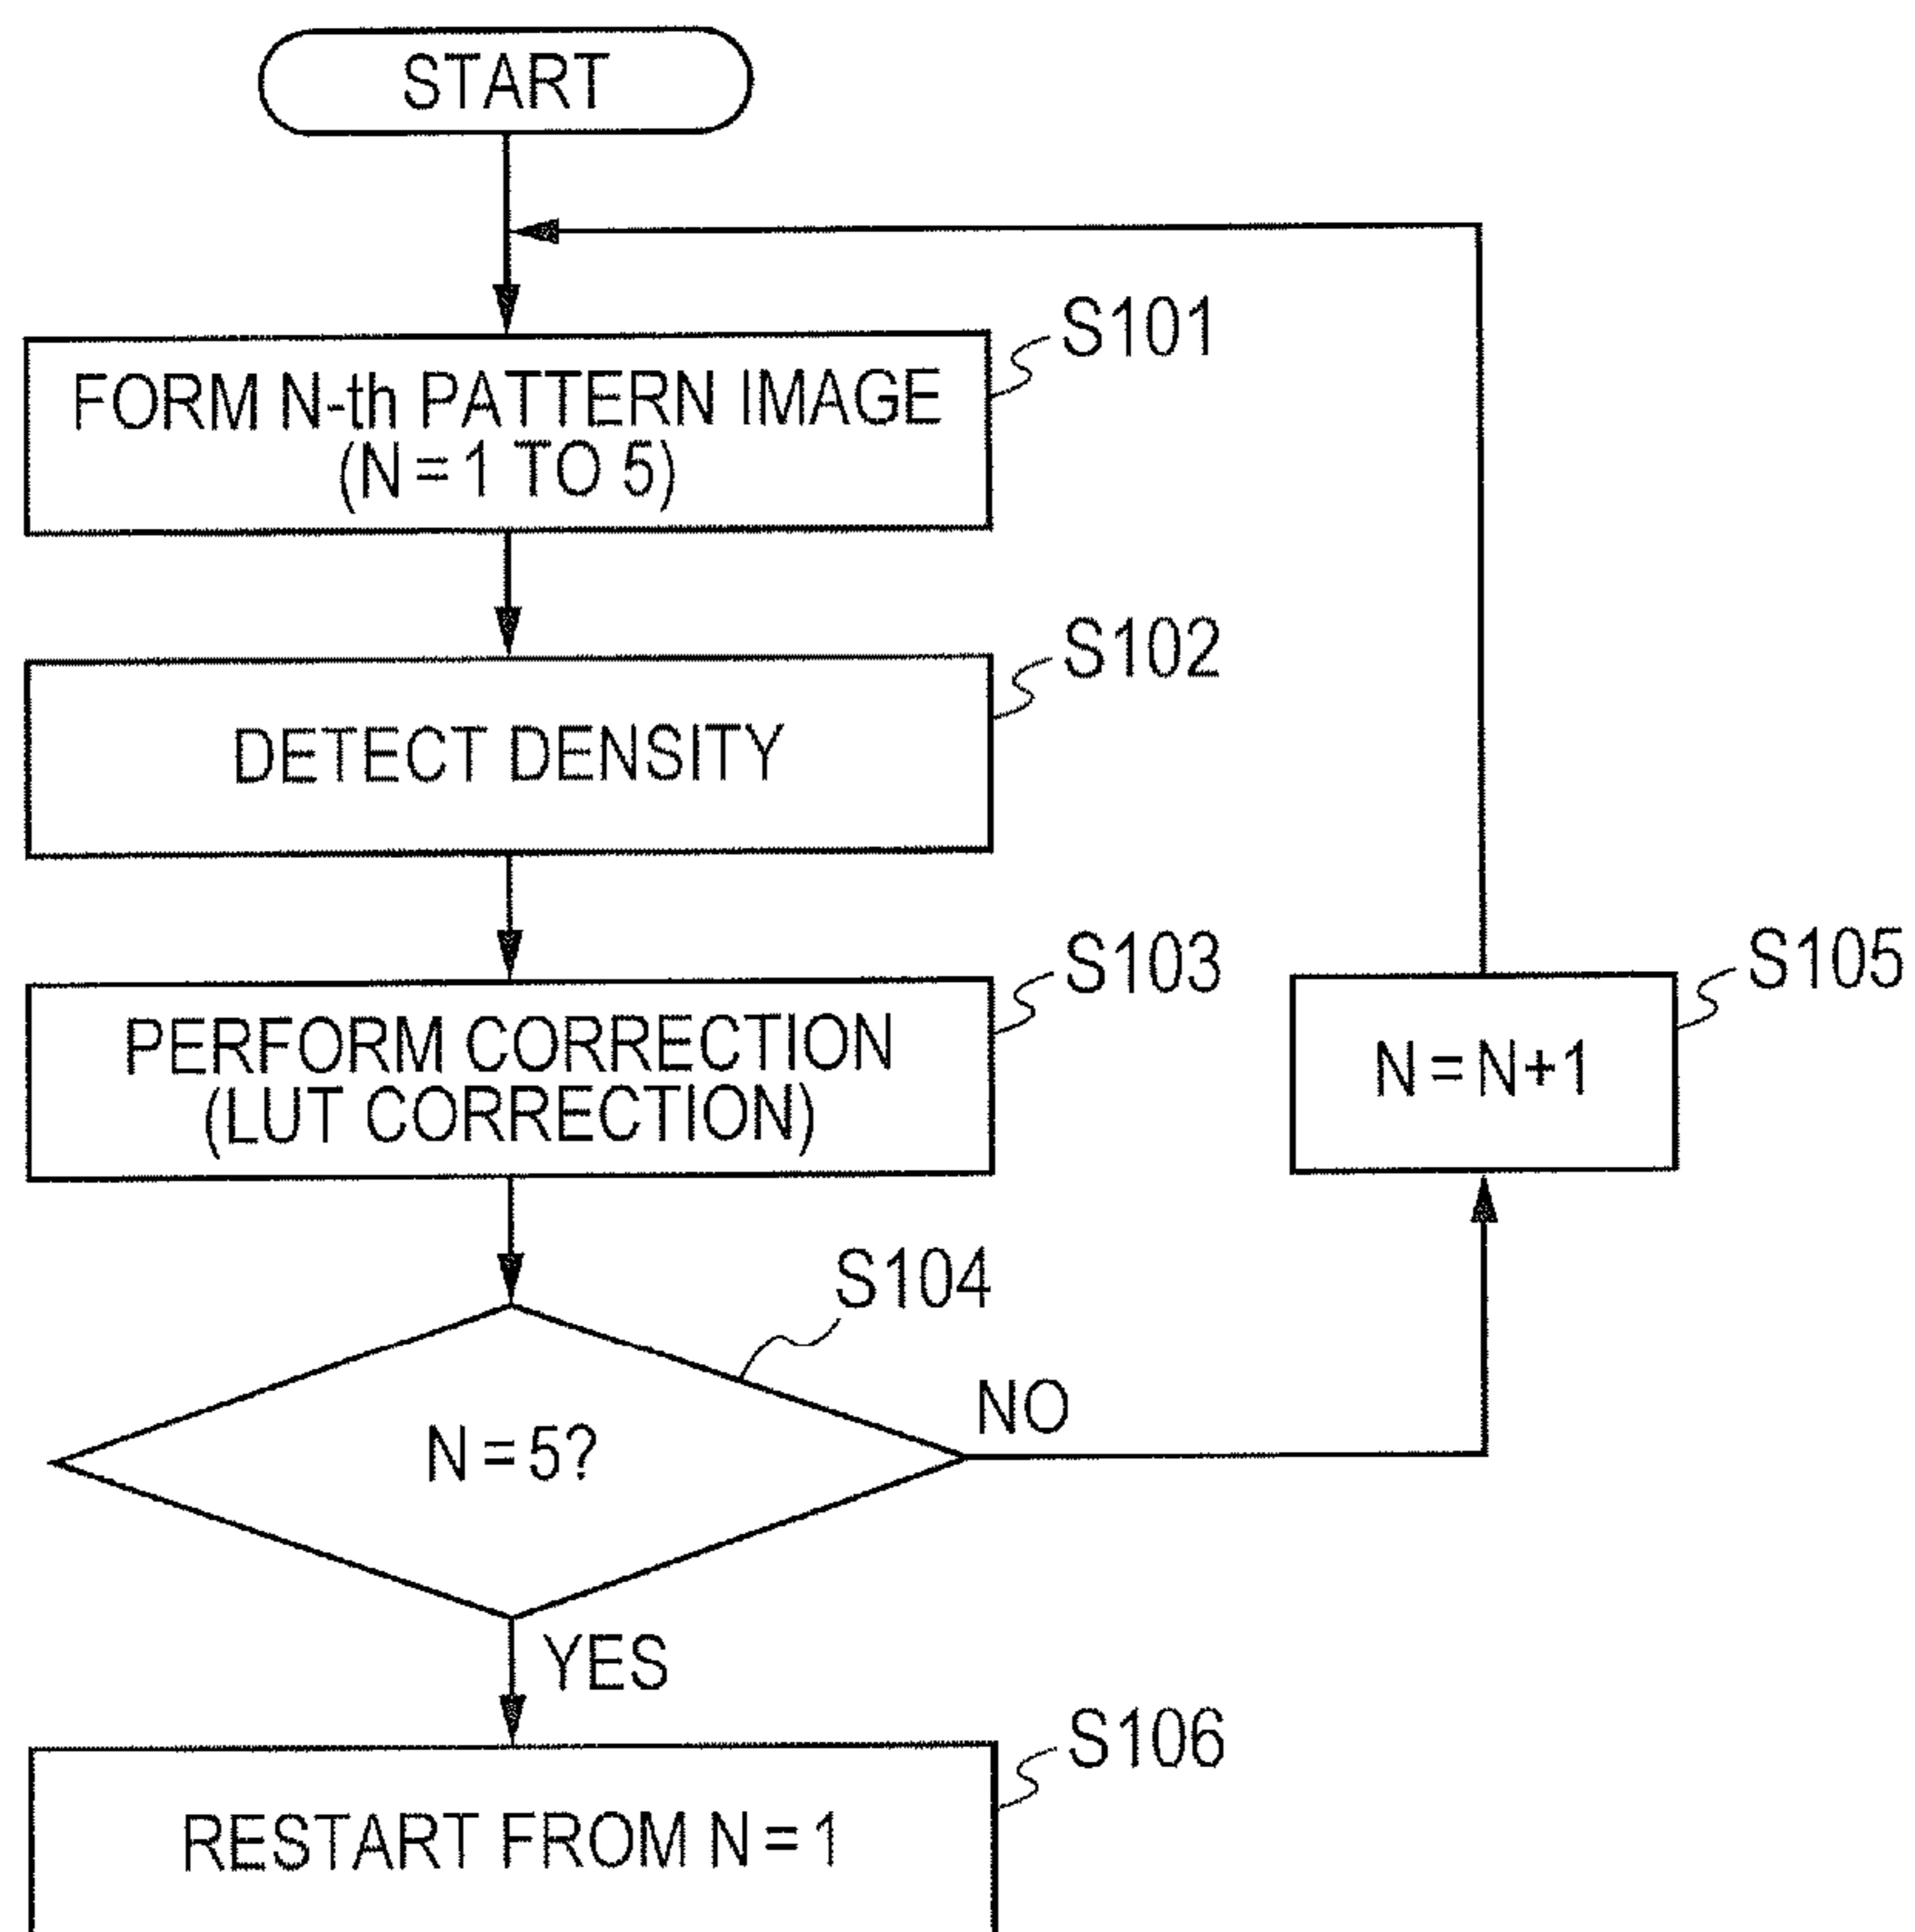 START
S101
FORM N-th PATTERN IMAGE
(N = 1 TO 5)
S102
DETECT DENSITY
S103
PERFORM CORRECTION
(LUT CORRECTION)
S105
N = N+1
S104
N = 5?
NO
YES
S106
RESTART FROM N = 1